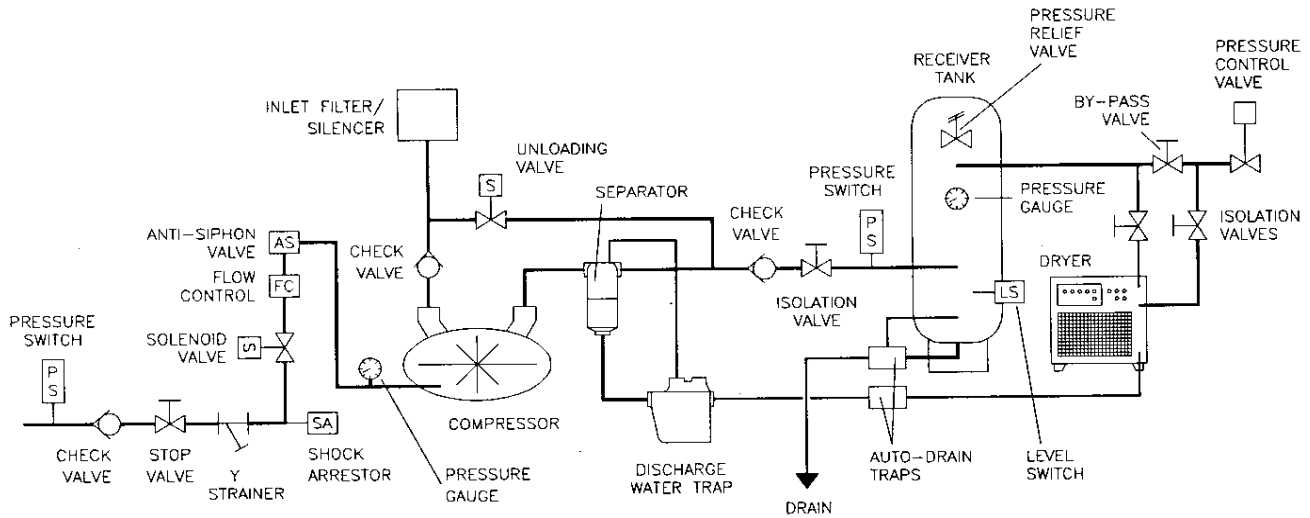 PRESSURE
RELIEF
VALVE
PRESSURE
CONTROL
VALVE
RECEIVER
TANK
BY-PASS
VALVE
INLET FILTER/
SILENCER
UNLOADING
VALVE
S
SEPARATOR
PRESSURE
SWITCH
PS
PRESSURE
GAUGE
ISOLATION
VALVES
ANTI-SIPHON
VALVE
AS
CHECK
VALVE
CHECK
VALVE
FLOW
CONTROL
FC
DRYER
LS
ISOLATION
VALVE
PRESSURE
SWITCH
PS
SOLENOID
VALVE
S
COMPRESSOR
SA
CHECK
VALVE
STOP
VALVE
Y
STRAINER
SHOCK
ARRESTOR
PRESSURE
GAUGE
DISCHARGE
WATER TRAP
AUTO-DRAIN
TRAPS
LEVEL
SWITCH
DRAIN